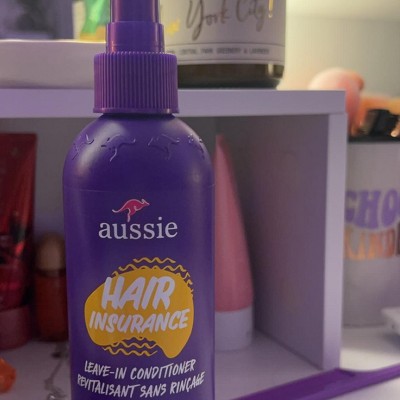 York City
aussie
HAIR
INSURANCE
LEAVE-IN CONDITIONER
REVITALISANT SANS RINÇAGE